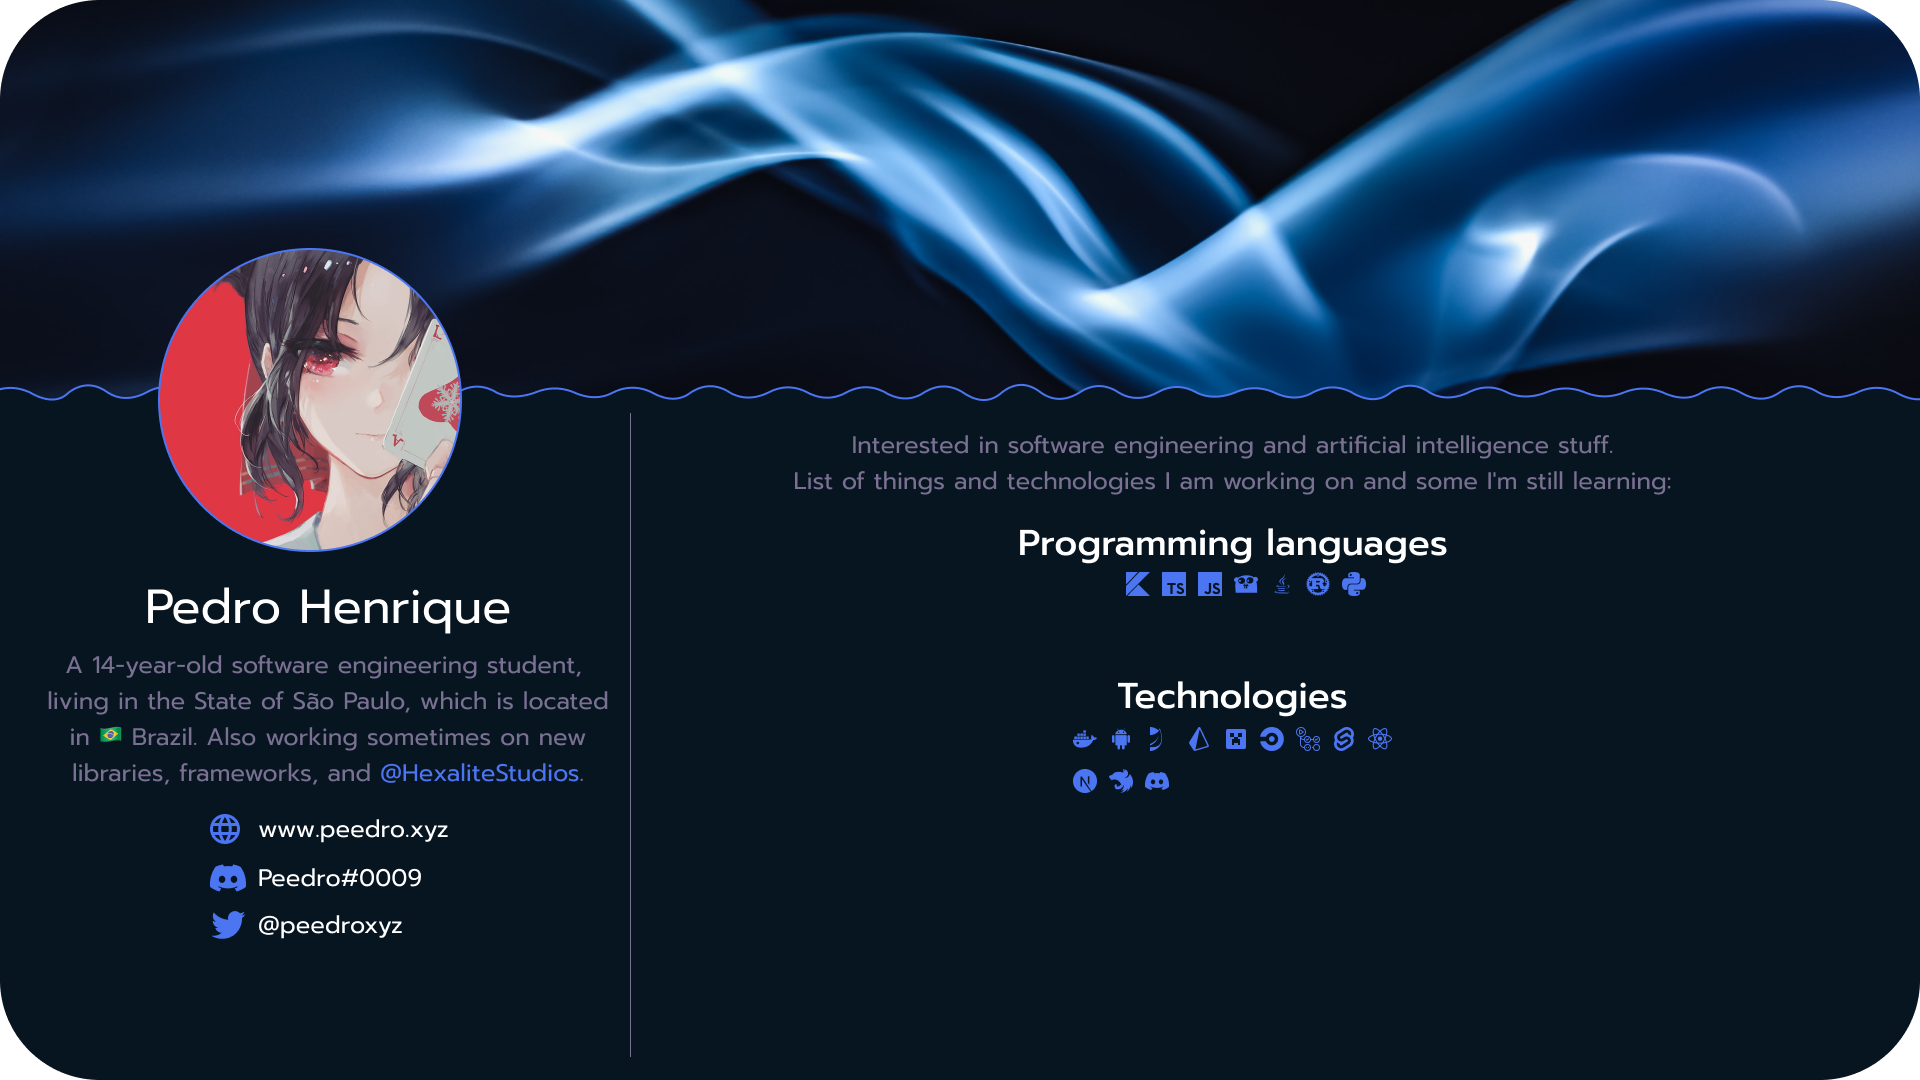 Pedro Henrique
A 14-year-old software engineering student,
living in the State of São Paulo, which is located
in 🇧🇷 Brazil. Also working sometimes on new
libraries, frameworks, and @HexaliteStudios.
www.peedro.xyz
Peedro#0009
@peedroxyz
Interested in software engineering and artificial intelligence stuff.
List of things and technologies I am working on and some I'm still learning:
Programming languages
TS JS R
Technologies
N